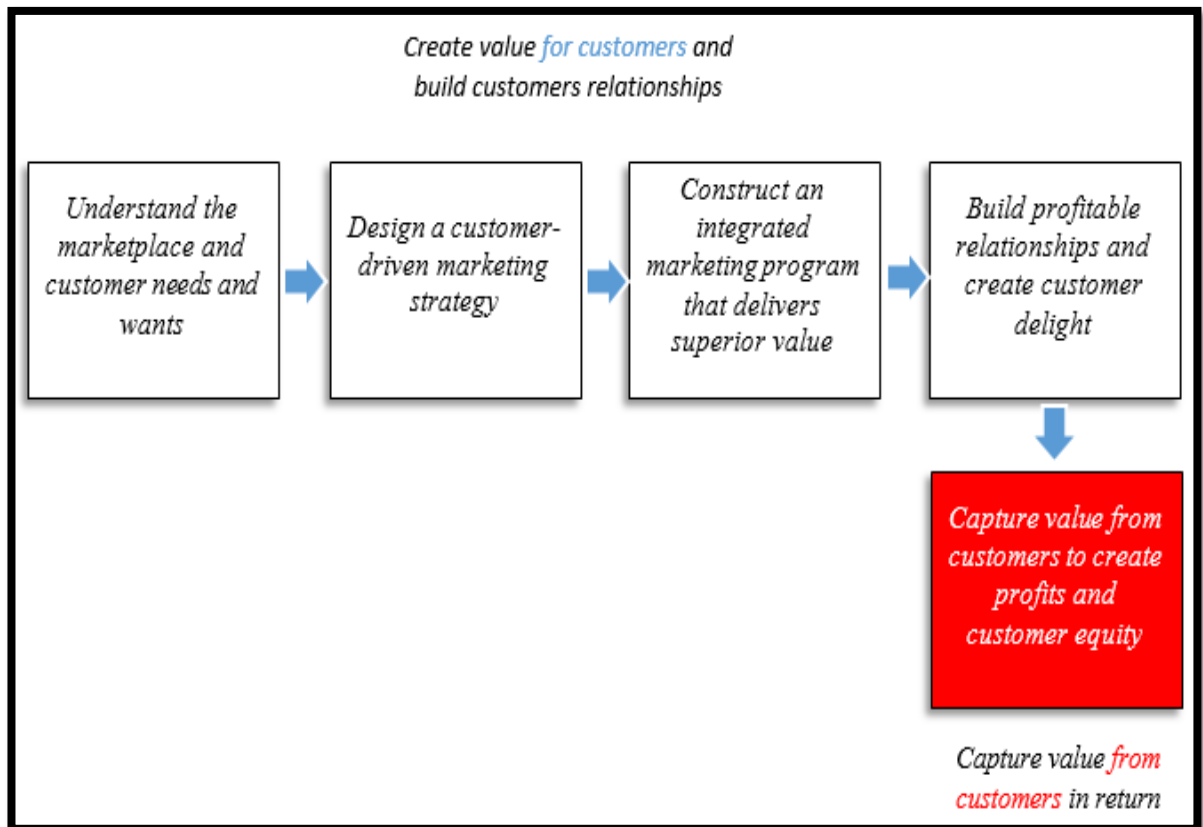 Create value for customers and
build customers relationships
Understand the
marketplace and
customer needs and
wants
Design a customer-
driven marketing
strategy
Construct an
integrated
marketing program
that delivers
superior value
Build profitable
relationships and
create customer
delight
Capture value from
customers to create
profits and
customer equity
Capture value from
customers in return